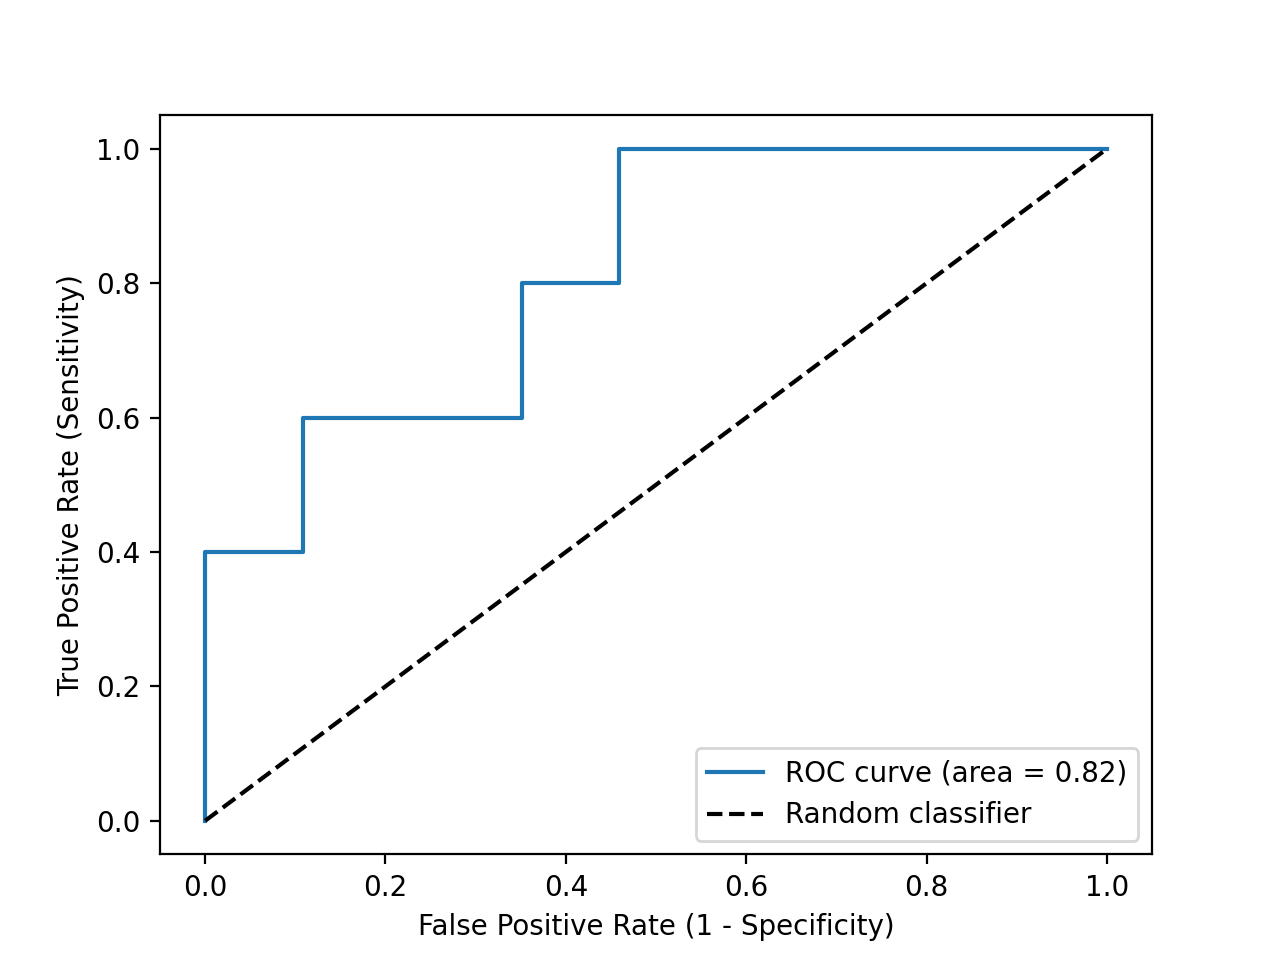 1.0
0.8
0.6
0.4
0.2
0.0
True Positive Rate (Sensitivity)
ROC curve (area = 0.82)
Random classifier
0.0 0.2 0.4 0.6 0.8 1.0
False Positive Rate (1 - Specificity)